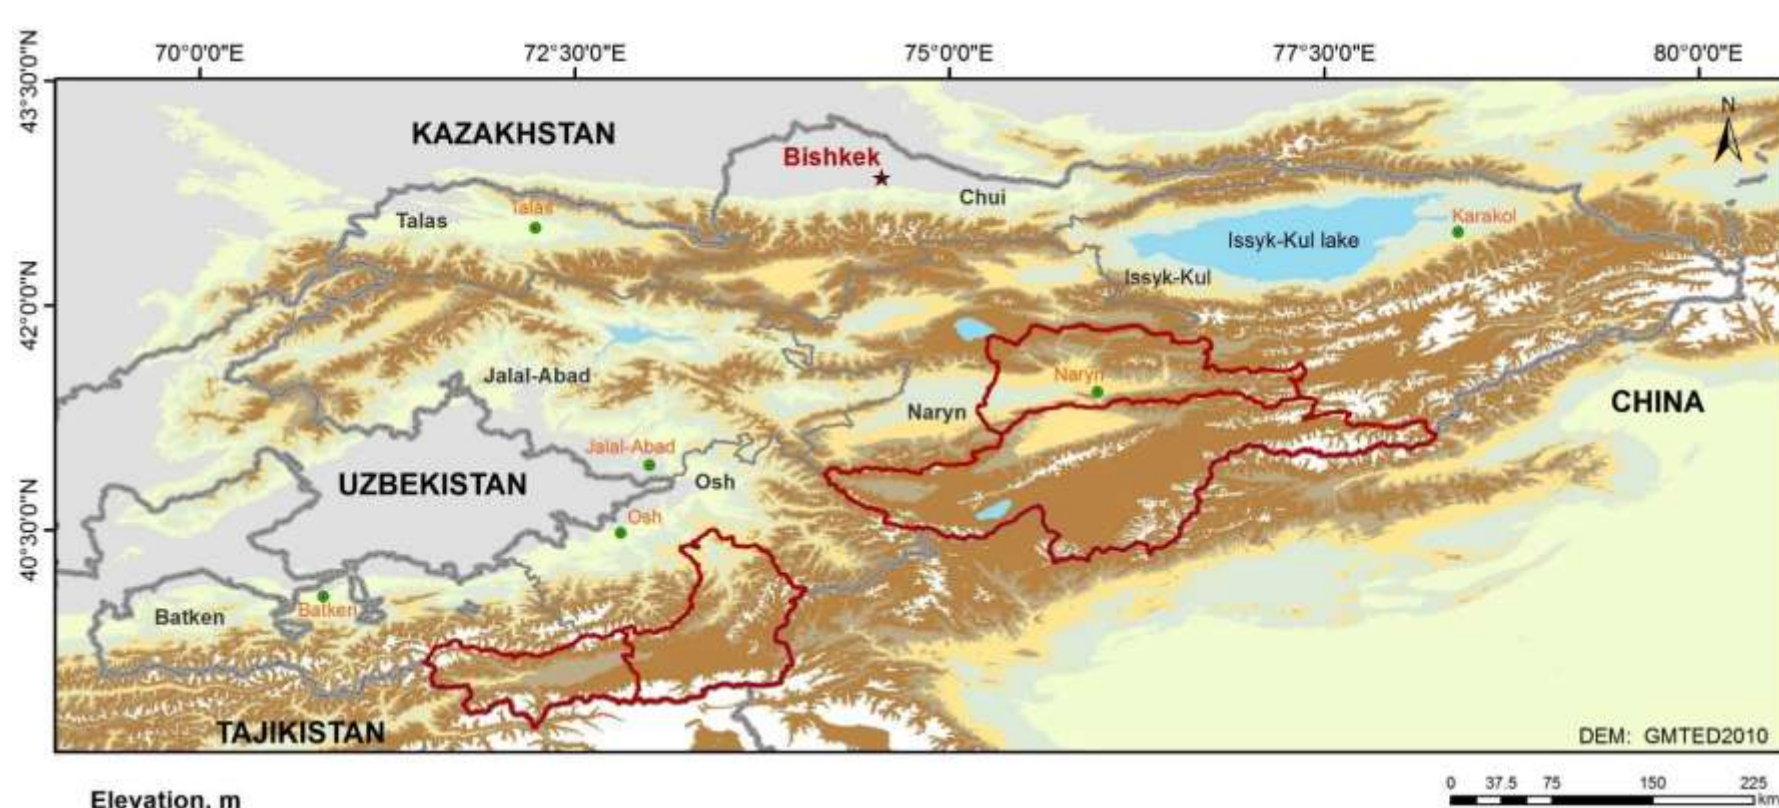 70°0'0"E
72°30'0"E
75°0'0"E
77°30'0"E
80°0'0"E
43°30'0"N
N
KAZAKHSTAN
Bishkek
Chui
Talas
Talas
Karakol
Issyk-Kul lake
Issyk-Kul
42°0'0"N
Jalal-Abad
Naryn
Naryn
CHINA
Jalal-Abad
UZBEKISTAN
Osh
Osh
40°30'0"N
Batken
Batken
TAJIKISTAN
DEM: GMTED2010
Elevation, m
0 37.5 75 150 225
km